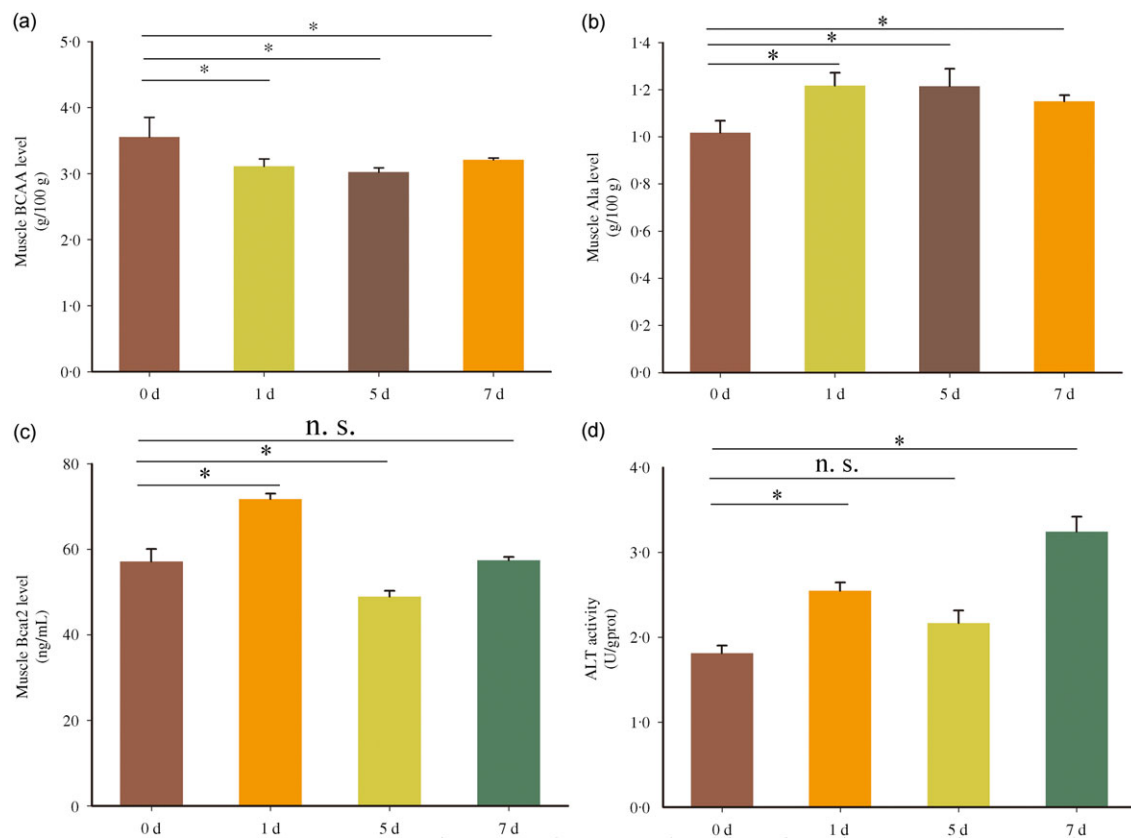 (a)
*
*
*
5·0
4·0
3·0
2·0
1·0
0·0
Muscle BCAA level
(g/100 g)
0 d 1 d 5 d 7 d
(b)
*
*
*
1·4
1·2
1·0
0·8
0·6
0·4
0·2
0·0
Muscle Ala level
(g/100 g)
0 d 1 d 5 d 7 d
(c)
n. s.
*
*
80
60
40
20
0
Muscle Bcat2 level
(ng/mL)
0 d 1 d 5 d 7 d
(d)
*
n. s.
*
4·0
3·0
2·0
1·0
0·0
ALT activity
(U/gprot)
0 d 1 d 5 d 7 d